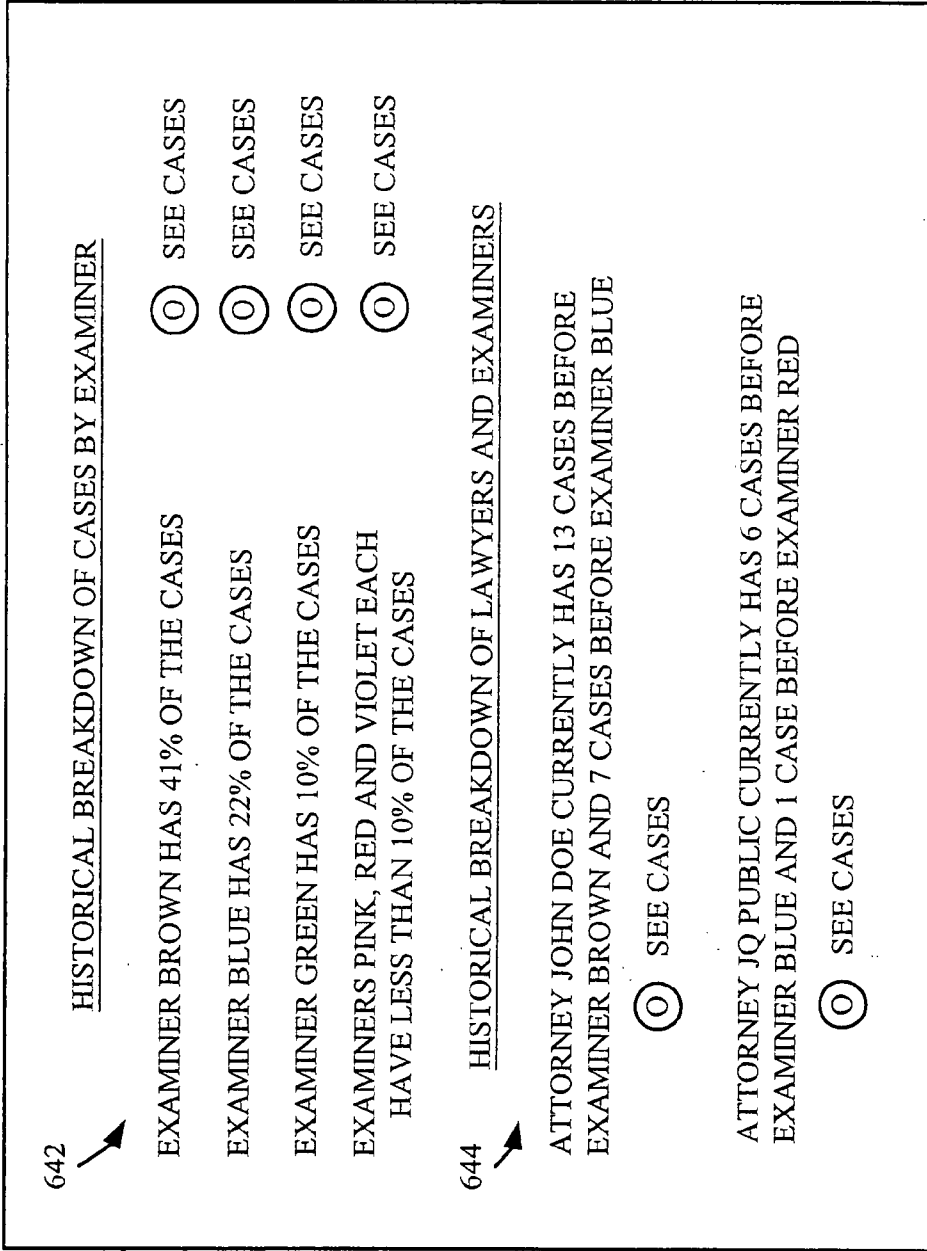 642
HISTORICAL BREAKDOWN OF CASES BY EXAMINER
EXAMINER BROWN HAS 41% OF THE CASES O SEE CASES
EXAMINER BLUE HAS 22% OF THE CASES O SEE CASES
EXAMINER GREEN HAS 10% OF THE CASES O SEE CASES
EXAMINERS PINK, RED AND VIOLET EACH O SEE CASES
HAVE LESS THAN 10% OF THE CASES
644
HISTORICAL BREAKDOWN OF LAWYERS AND EXAMINERS
ATTORNEY JOHN DOE CURRENTLY HAS 13 CASES BEFORE
EXAMINER BROWN AND 7 CASES BEFORE EXAMINER BLUE
O SEE CASES
ATTORNEY JQ PUBLIC CURRENTLY HAS 6 CASES BEFORE
EXAMINER BLUE AND 1 CASE BEFORE EXAMINER RED
O SEE CASES